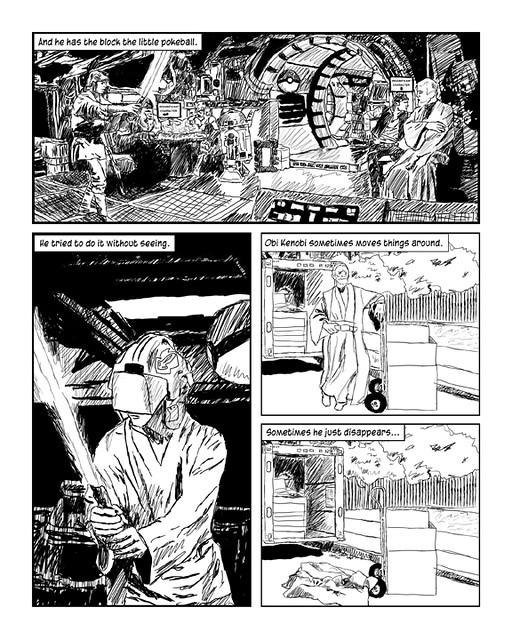 And he has the block the little pokeball.
He tried to do it without seeing.
Obi Kenobi sometimes moves things around.
Sometimes he just disappears...